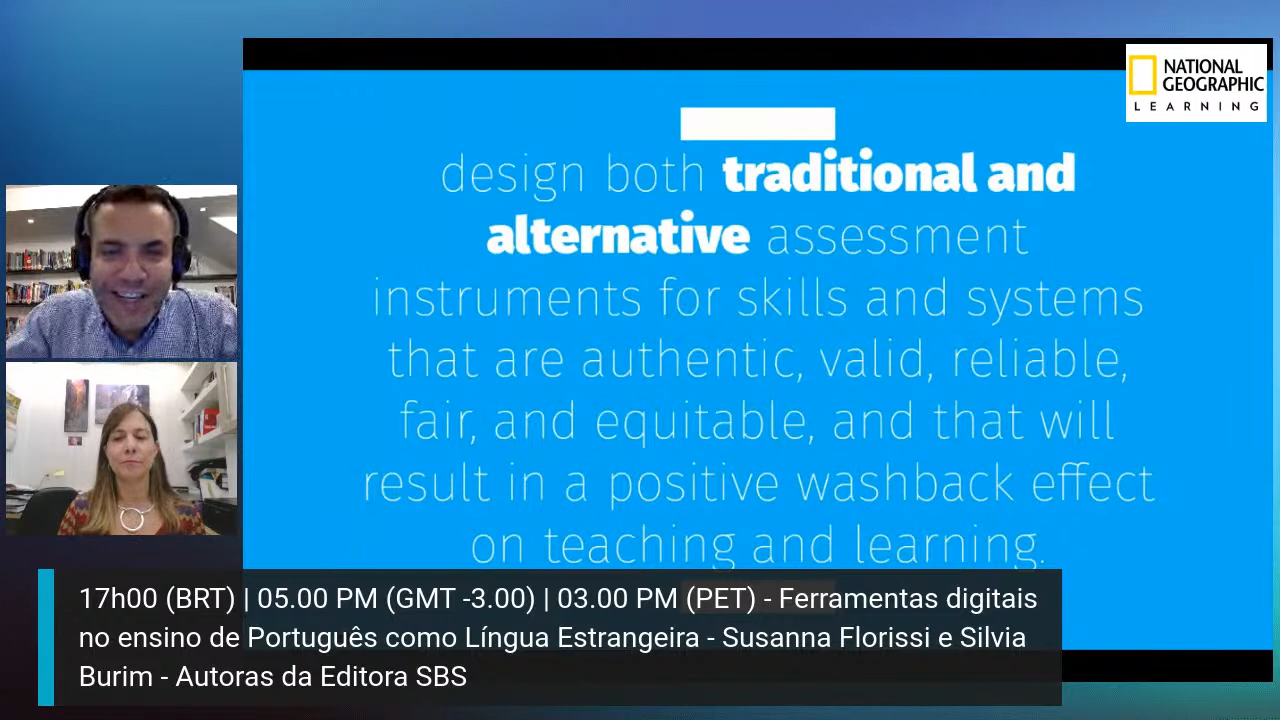 NATIONAL
GEOGRAPHIC
LEARNING
design both traditional and
alternative assessment
instruments for skills and systems
that are authentic, valid, reliable,
fair, and equitable, and that will
result in a positive washback effect
on teaching and learning.
17h00 (BRT) | 05.00 PM (GMT -3.00) | 03.00 PM (PET) - Ferramentas digitais
no ensino de Português como Língua Estrangeira - Susanna Florissi e Silvia
Burim - Autoras da Editora SBS